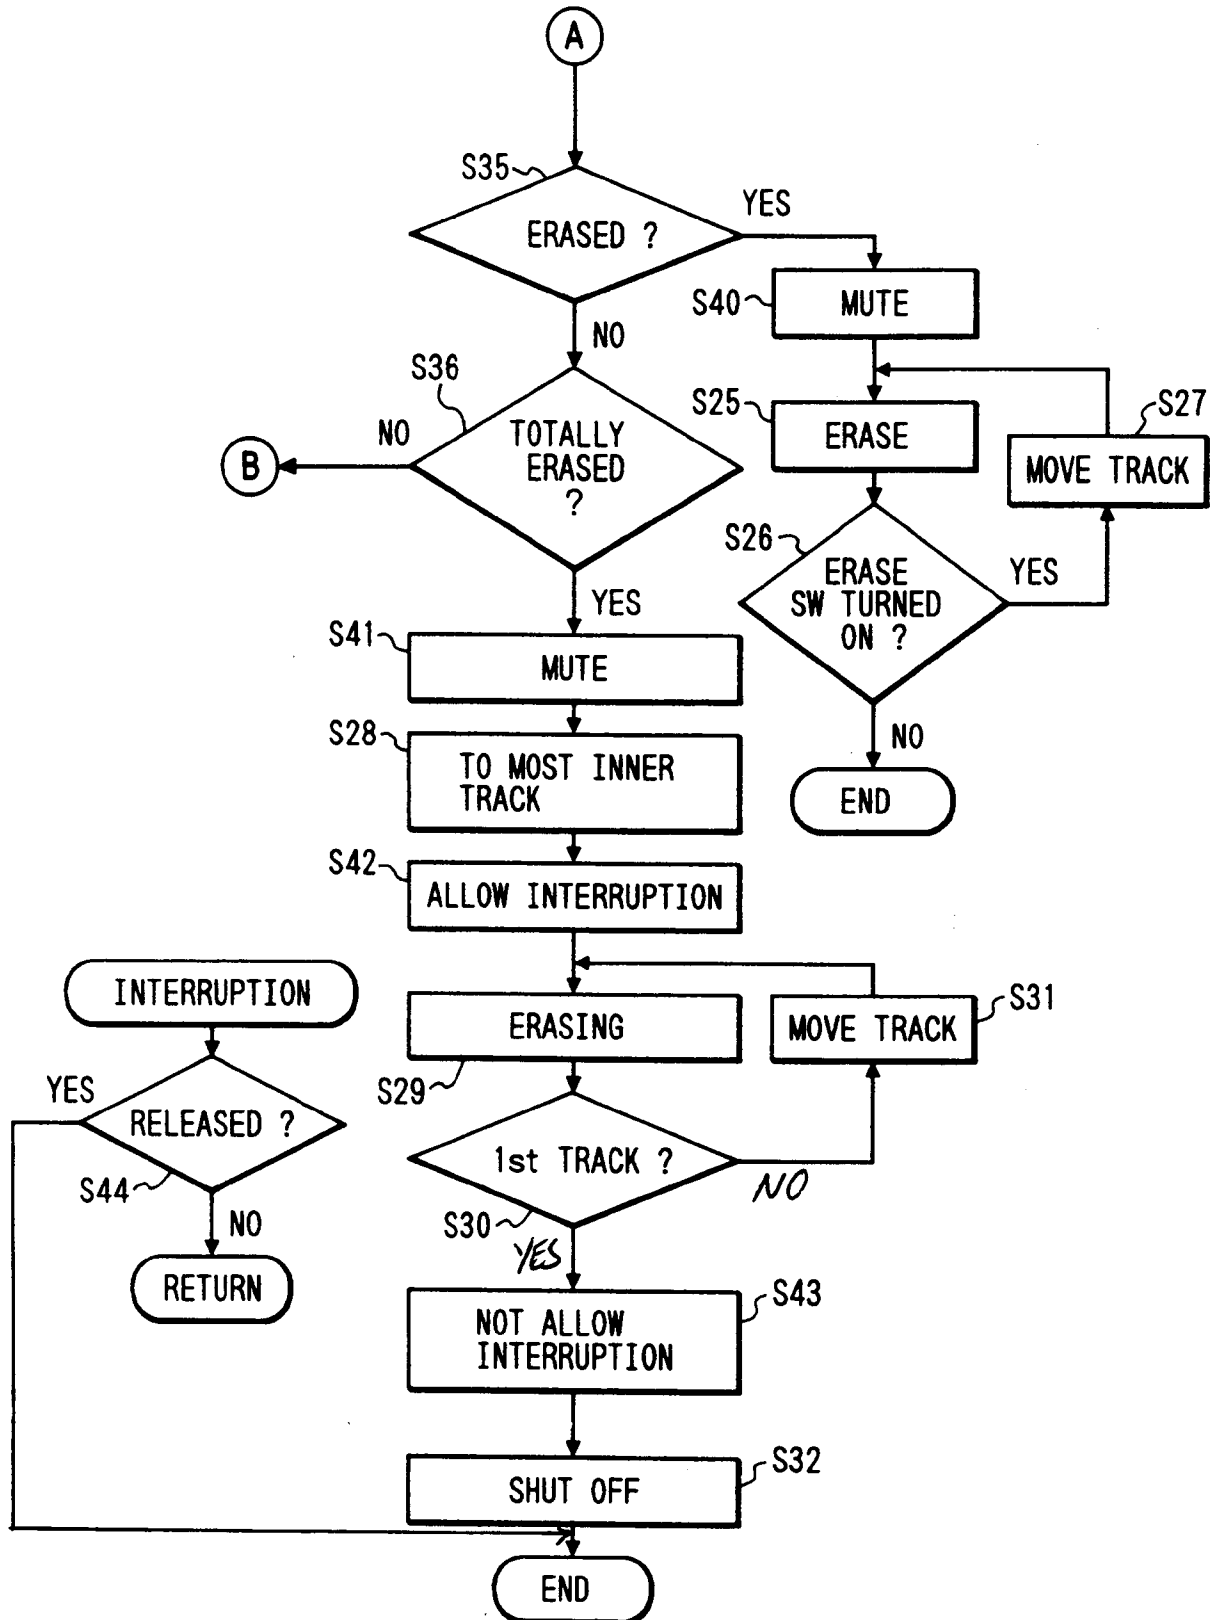 A
S35
ERASED ?
YES
S40
MUTE
NO
S36
TOTALLY
ERASED
?
NO
B
S25
ERASE
S27
MOVE TRACK
S26
ERASE
SW TURNED
ON ?
YES
NO
END
YES
S41
MUTE
S28
TO MOST INNER
TRACK
S42
ALLOW INTERRUPTION
INTERRUPTION
ERASING
S29
MOVE TRACK
S31
YES
RELEASED ?
S44
NO
RETURN
1st TRACK ?
NO
S30
YES
S43
NOT ALLOW
INTERRUPTION
S32
SHUT OFF
END